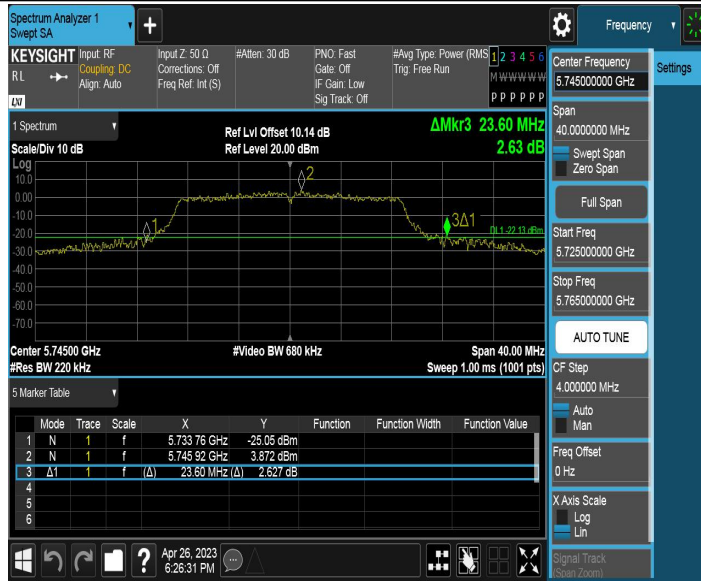 Spectrum Analyzer 1
Swept SA
Frequency
KEYSIGHT
RL
LXI
Input: RF
Coupling: DC
Align: Auto
Input Z: 50 Ω
Corrections: Off
Freq Ref: Int (S)
#Atten: 30 dB
PNO: Fast
Gate: Off
IF Gain: Low
Sig Track: Off
#Avg Type: Power (RMS
Trig: Free Run
1 2 3 4 5 6
M W W W W W
P P P P P P
1 Spectrum
Scale/Div 10 dB
Log
Ref Lvl Offset 10.14 dB
Ref Level 20.00 dBm
ΔMkr3 23.60 MHz
2.63 dB
10.0
0.00
-10.0
-20.0
-30.0
-40.0
-50.0
-60.0
-70.0
1
2
3Δ1
DL1 -22.13 dBm
Center 5.74500 GHz
#Video BW 680 kHz
Span 40.00 MHz
#Res BW 220 kHz
Sweep 1.00 ms (1001 pts)
5 Marker Table
Mode Trace Scale X Y Function Function Width Function Value
1 N 1 f 5.733 76 GHz -25.05 dBm
2 N 1 f 5.745 92 GHz 3.872 dBm
3 Δ1 1 f (Δ) 23.60 MHz (Δ) 2.627 dB
4
5
6
?
Apr 26, 2023
6:26:31 PM
Center Frequency
5.745000000 GHz
Settings
Span
40.0000000 MHz
Swept Span
Zero Span
Full Span
Start Freq
5.725000000 GHz
Stop Freq
5.765000000 GHz
AUTO TUNE
CF Step
4.000000 MHz
Auto
Man
Freq Offset
0 Hz
X Axis Scale
Log
Lin
Signal Track
(Span Zoom)